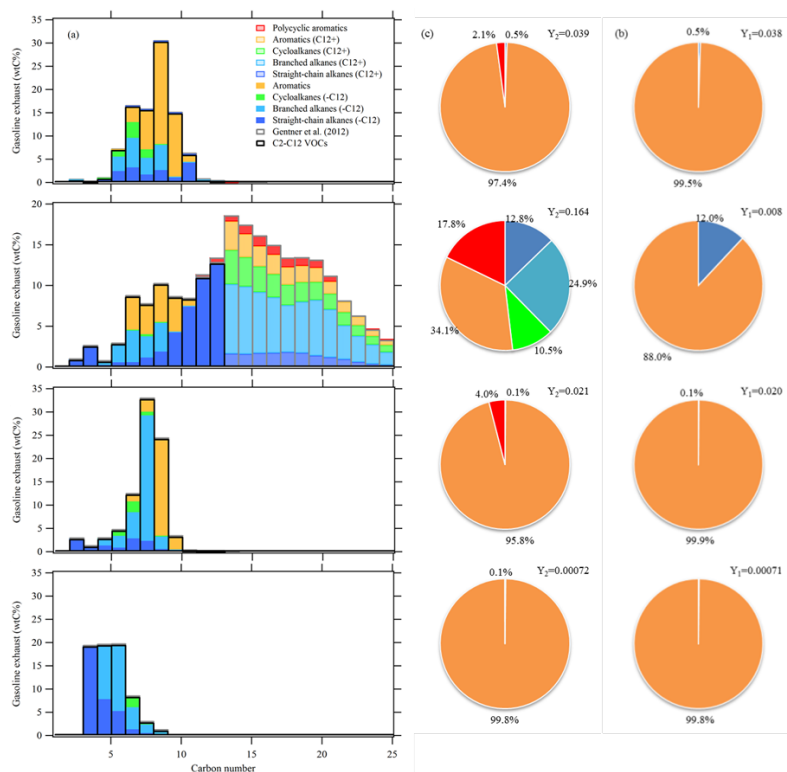 (a)
Polycyclic aromatics
Aromatics (C12+)
Cycloalkanes (C12+)
Branched alkanes (C12+)
Straight-chain alkanes (C12+)
Aromatics
Cycloalkanes (-C12)
Branched alkanes (-C12)
Straight-chain alkanes (-C12)
Gentner et al. (2012)
C2-C12 VOCs
Gasoline exhaust (wtC%)
35
30
25
20
15
10
5
0
(c)
2.1%
0.5%
Y2=0.039
97.4%
(b)
0.5%
Y1=0.038
99.5%
Gasoline exhaust (wtC%)
20
15
10
5
0
17.8%
12.8%
Y2=0.164
24.9%
34.1%
10.5%
12.0%
Y1=0.008
88.0%
Gasoline exhaust (wtC%)
35
30
25
20
15
10
5
0
4.0%
0.1%
Y2=0.021
95.8%
0.1%
Y1=0.020
99.9%
Gasoline exhaust (wtC%)
35
30
25
20
15
10
5
0
0.1%
Y2=0.00072
99.8%
Y1=0.00071
99.8%
5
10
15
20
25
Carbon number